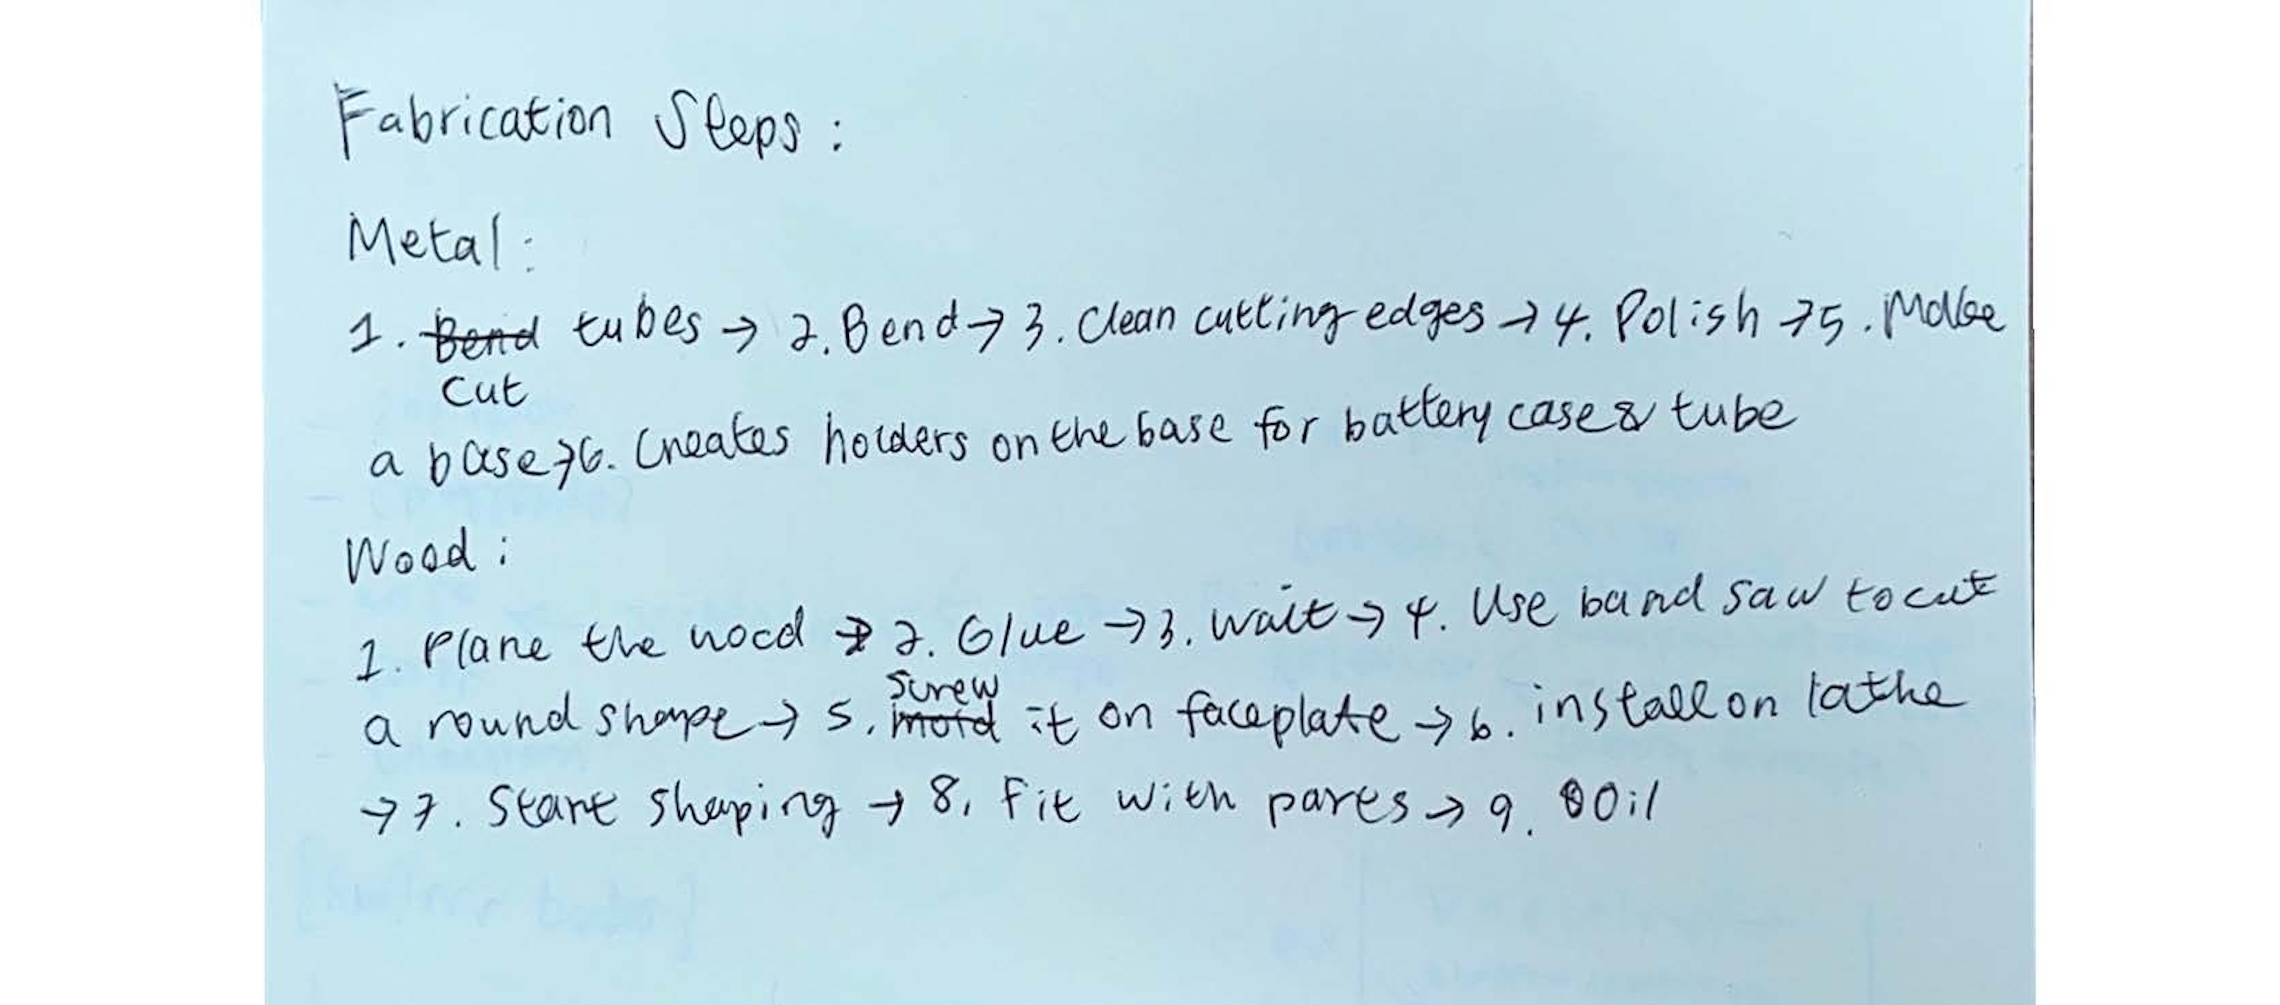 Fabrication Steps:
Metal:
1. Bend tubes → 2. Bend → 3. Clean cutting edges → 4. Polish → 5. Make
Cut
a base → 6. Creates holders on the base for battery case & tube
Wood:
1. Plane the wood → 2. Glue → 3. wait → 4. Use band saw to cut
screw
a round shape → 5. it on faceplate → 6. install on lathe
→ 7. Start shaping → 8. Fit with parts → 9. Oil